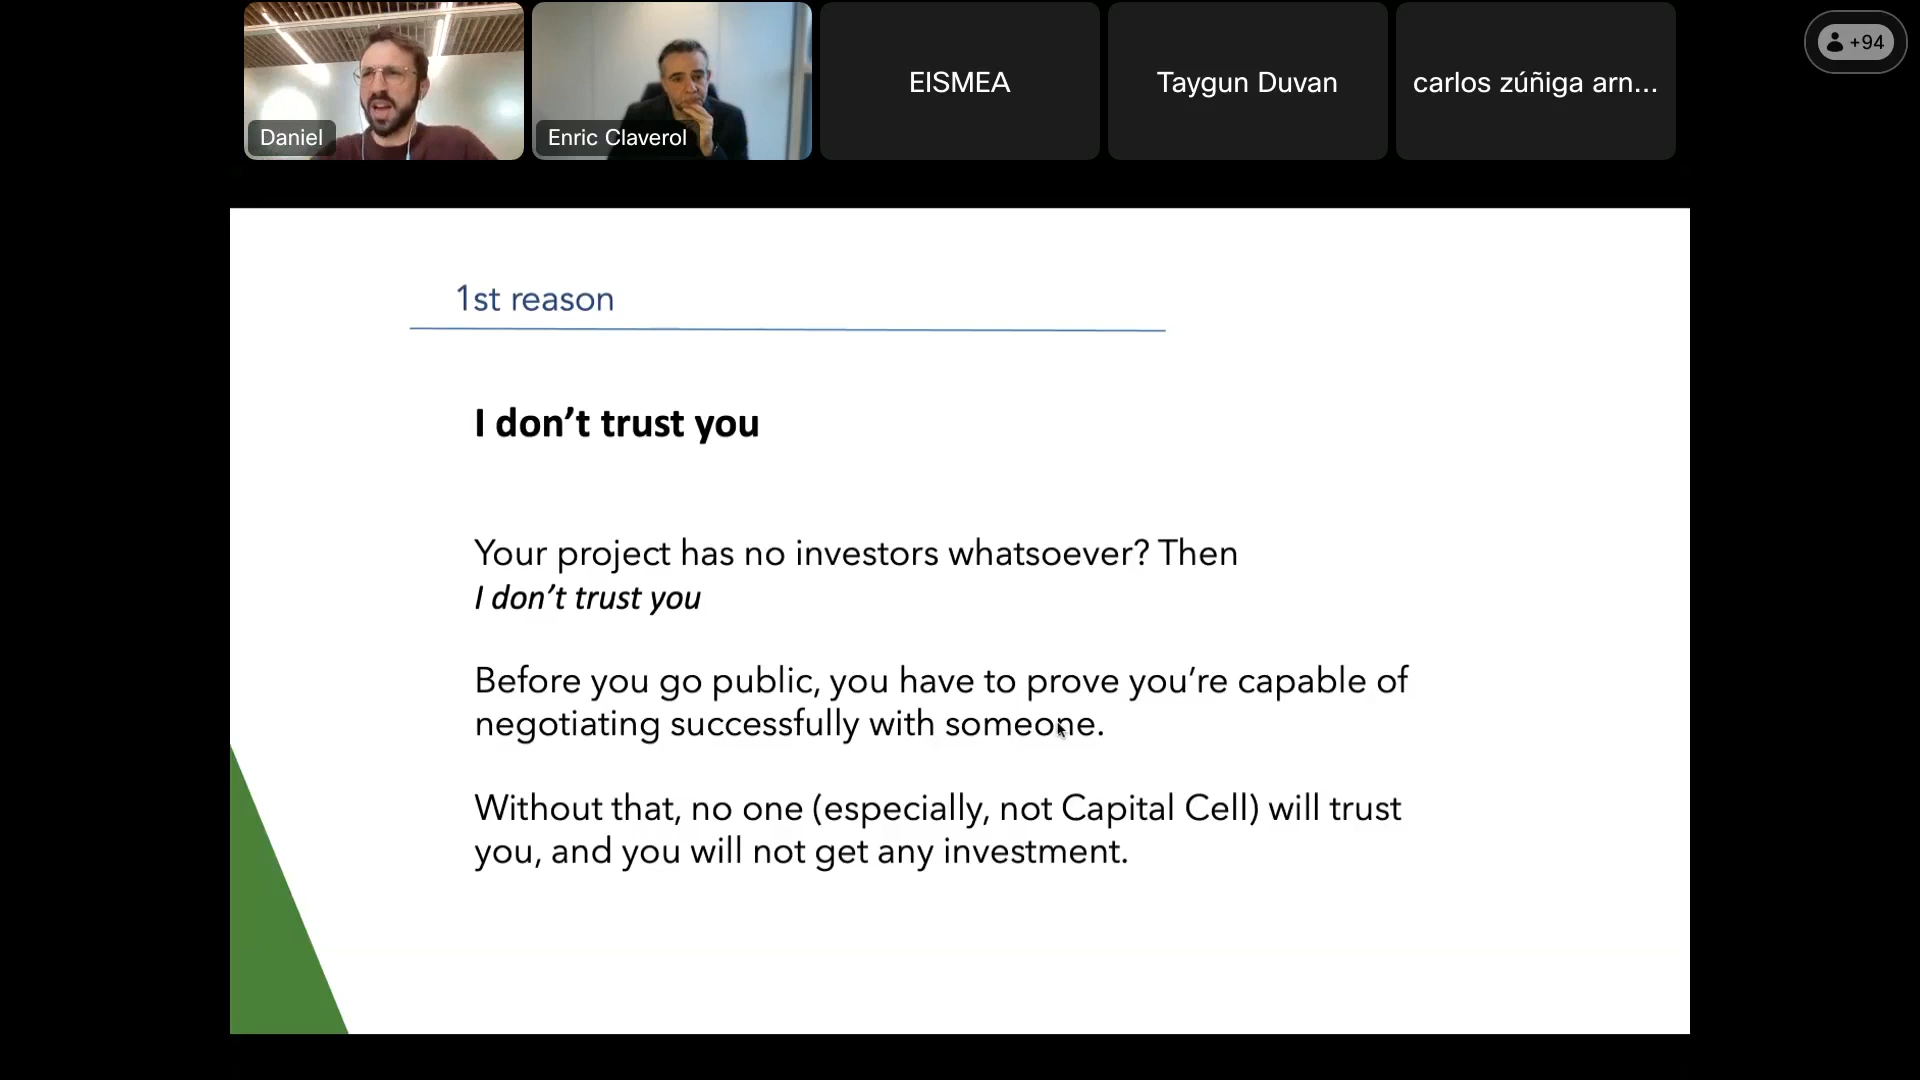 Daniel
Enric Claverol
EISMEA
Taygun Duvan
carlos zúñiga arn...
+94
1st reason
I don’t trust you
Your project has no investors whatsoever? Then
I don’t trust you
Before you go public, you have to prove you’re capable of
negotiating successfully with someone.
Without that, no one (especially, not Capital Cell) will trust
you, and you will not get any investment.